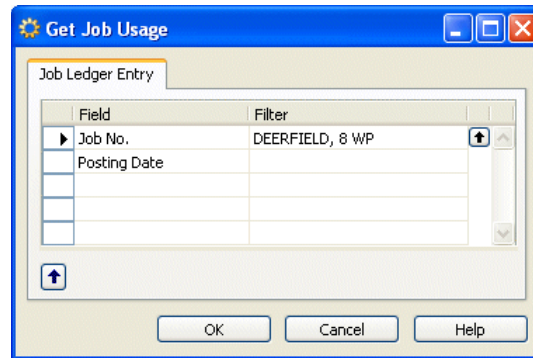 Get Job Usage
Job Ledger Entry
Field Filter
Job No. DEERFIELD, 8 WP
Posting Date
OK Cancel Help